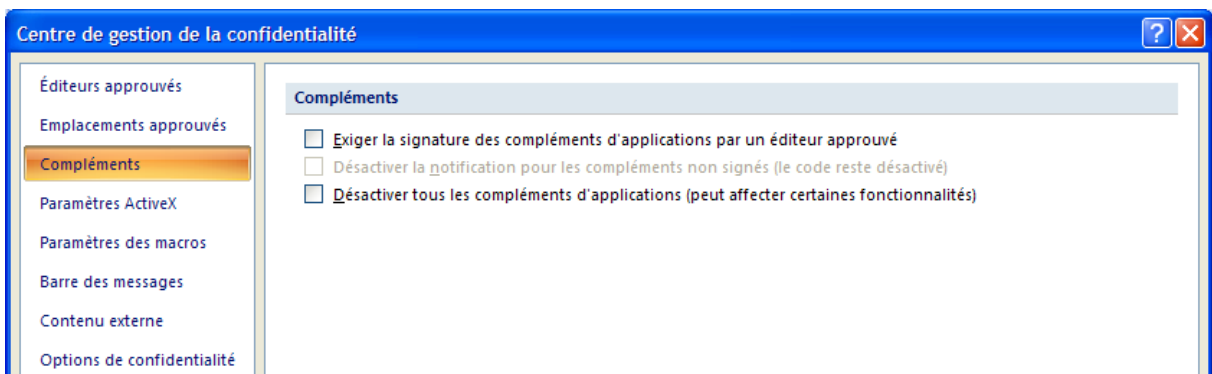 Centre de gestion de la confidentialité
Éditeurs approuvés
Emplacements approuvés
Compléments
Paramètres ActiveX
Paramètres des macros
Barre des messages
Contenu externe
Options de confidentialité
Compléments
Exiger la signature des compléments d'applications par un éditeur approuvé
Désactiver la notification pour les compléments non signés (le code reste désactivé)
Désactiver tous les compléments d'applications (peut affecter certaines fonctionnalités)